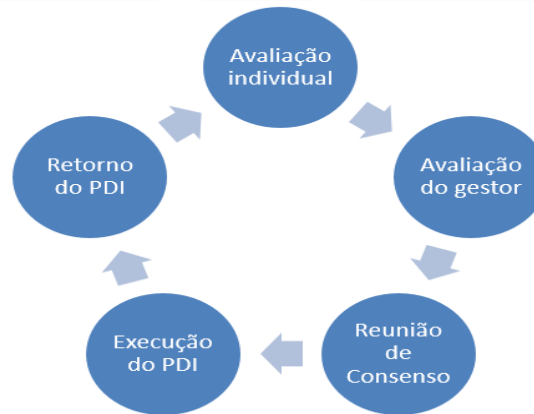 Avaliação
individual
Avaliação
do gestor
Reunião
de
Consenso
Execução
do PDI
Retorno
do PDI